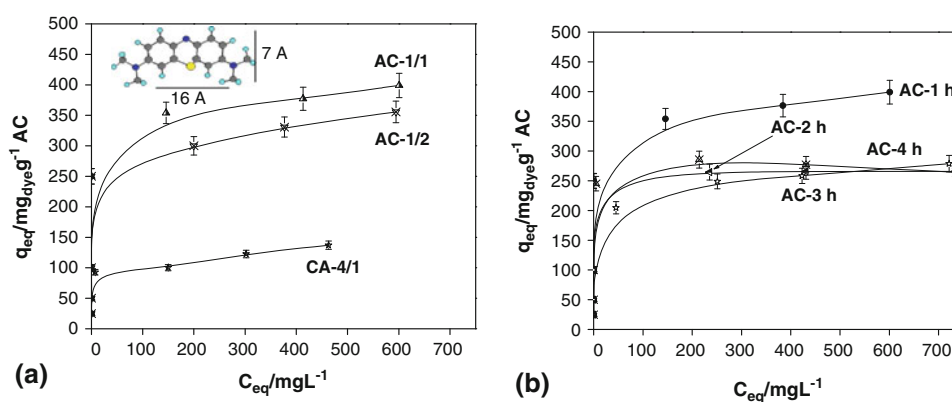 500
450
400
350
300
250
200
150
100
50
0
q_eq/mg_dye g⁻¹ AC
7 A
16 A
AC-1/1
AC-1/2
CA-4/1
0 100 200 300 400 500 600 700
C_eq/mgL⁻¹
(a)
500
450
400
350
300
250
200
150
100
50
0
q_eq/mg_dye g⁻¹ AC
AC-1 h
AC-2 h
AC-4 h
AC-3 h
0 100 200 300 400 500 600 700
C_eq/mgL⁻¹
(b)